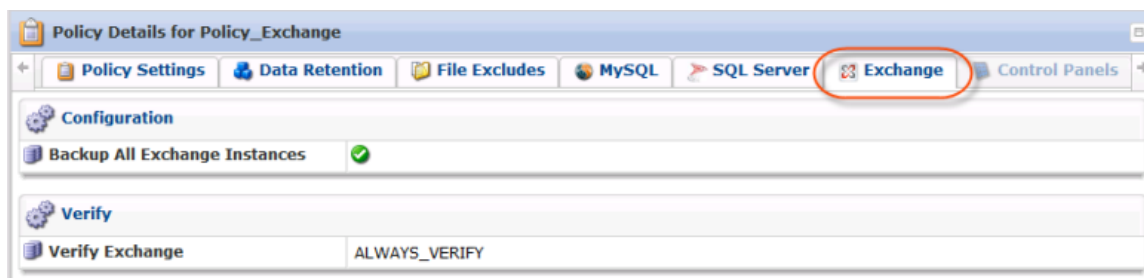 Policy Details for Policy_Exchange
Policy Settings Data Retention File Excludes MySQL SQL Server Exchange Control Panels
Configuration
Backup All Exchange Instances
Verify
Verify Exchange ALWAYS_VERIFY